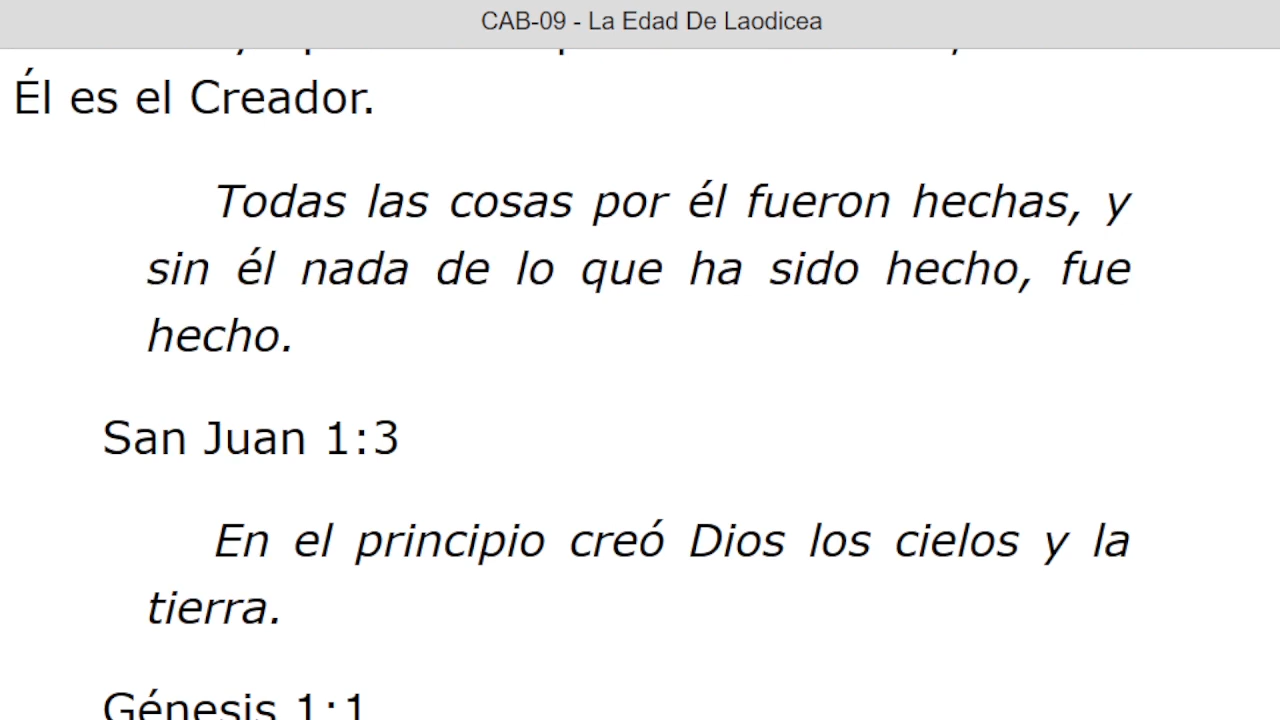 CAB-09 - La Edad De Laodicea
Él es el Creador.
Todas las cosas por él fueron hechas, y
sin él nada de lo que ha sido hecho, fue
hecho.
San Juan 1:3
En el principio creó Dios los cielos y la
tierra.
Génesis 1:1